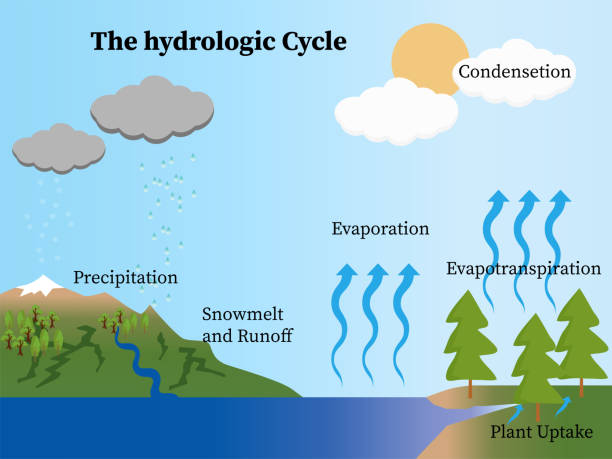 The hydrologic Cycle
Condensetion
Evaporation
Evapotranspiration
Precipitation
Snowmelt
and Runoff
Plant Uptake